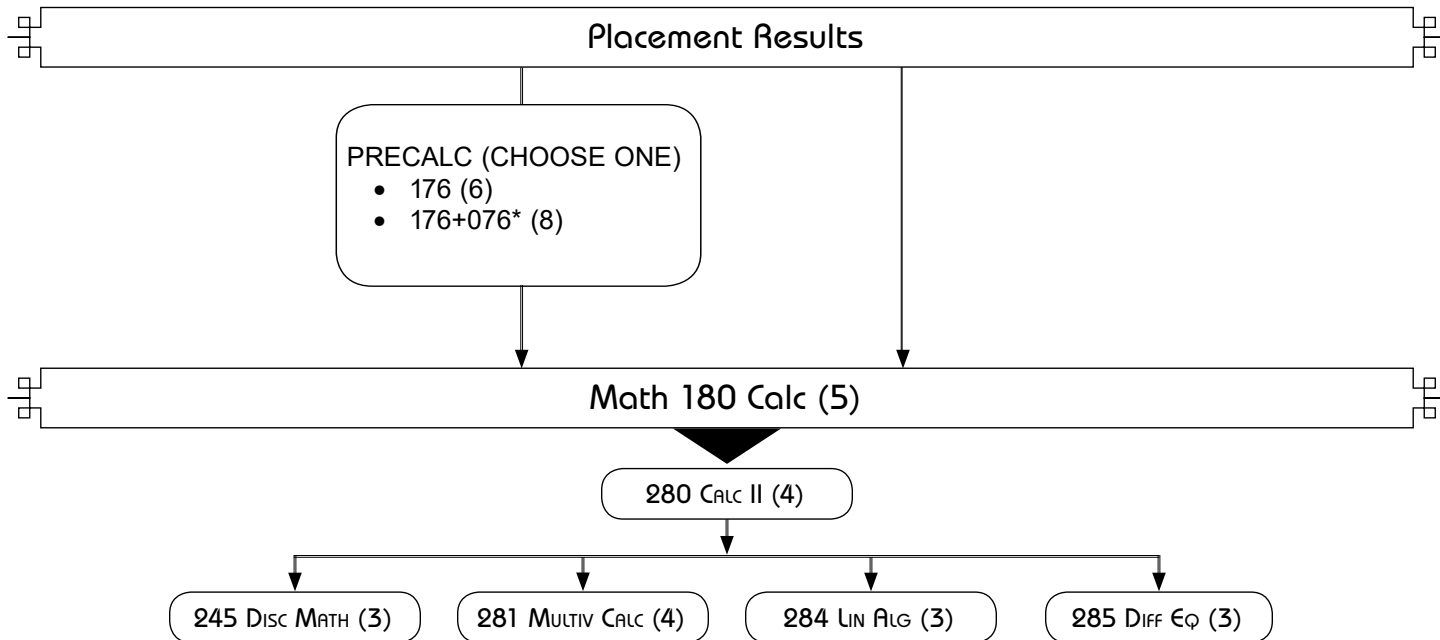 Placement Results
PRECALC (CHOOSE ONE)
• 176 (6)
• 176+076* (8)
Math 180 Calc (5)
280 Calc II (4)
245 Disc Math (3)
281 Multiv Calc (4)
284 Lin Alg (3)
285 Diff Eq (3)